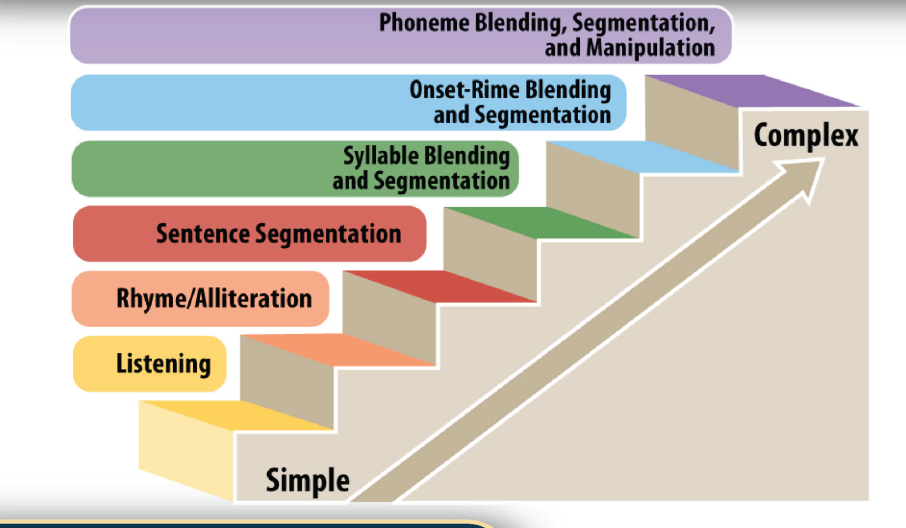 Phoneme Blending, Segmentation,
and Manipulation
Onset-Rime Blending
and Segmentation
Complex
Syllable Blending
and Segmentation
Sentence Segmentation
Rhyme/Alliteration
Listening
Simple